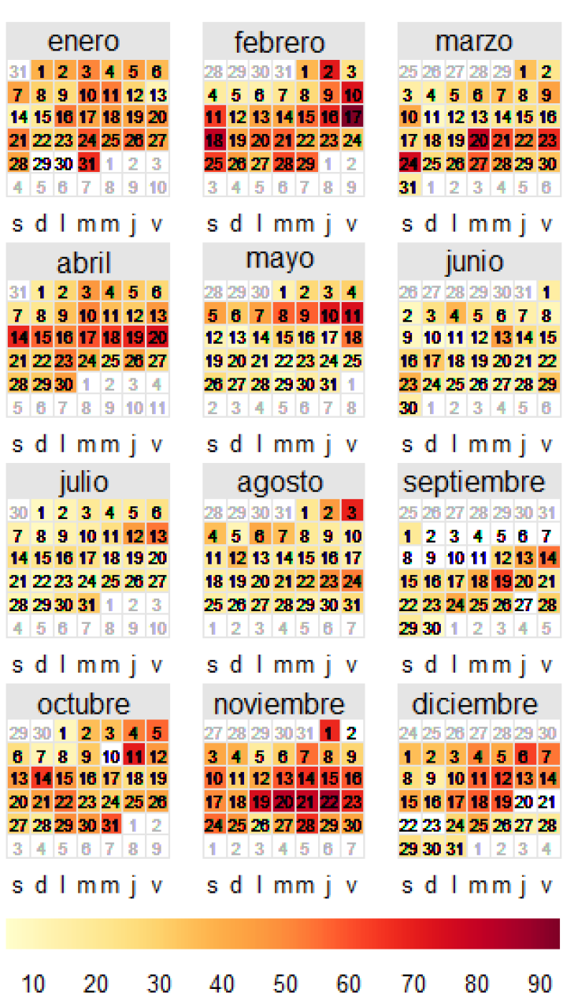 enero febrero marzo
31 1 2 3 4 5 6 28 29 30 31 1 2 3 25 26 27 28 29 1 2
7 8 9 10 11 12 13 4 5 6 7 8 9 10 3 4 5 6 7 8 9
14 15 16 17 18 19 20 11 12 13 14 15 16 17 10 11 12 13 14 15 16
21 22 23 24 25 26 27 18 19 20 21 22 23 24 17 18 19 20 21 22 23
28 29 30 31 1 2 3 25 26 27 28 29 1 2 24 25 26 27 28 29 30
4 5 6 7 8 9 10 3 4 5 6 7 8 9 31 1 2 3 4 5 6
s d l m m j v s d l m m j v s d l m m j v
abril mayo junio
31 1 2 3 4 5 6 28 29 30 1 2 3 4 26 27 28 29 30 31 1
7 8 9 10 11 12 13 5 6 7 8 9 10 11 2 3 4 5 6 7 8
14 15 16 17 18 19 20 12 13 14 15 16 17 18 9 10 11 12 13 14 15
21 22 23 24 25 26 27 19 20 21 22 23 24 25 16 17 18 19 20 21 22
28 29 30 1 2 3 4 26 27 28 29 30 31 1 23 24 25 26 27 28 29
5 6 7 8 9 10 11 2 3 4 5 6 7 8 30 1 2 3 4 5 6
s d l m m j v s d l m m j v s d l m m j v
julio agosto septiembre
30 1 2 3 4 5 6 28 29 30 31 1 2 3 25 26 27 28 29 30 31
7 8 9 10 11 12 13 4 5 6 7 8 9 10 1 2 3 4 5 6 7
14 15 16 17 18 19 20 11 12 13 14 15 16 17 8 9 10 11 12 13 14
21 22 23 24 25 26 27 18 19 20 21 22 23 24 15 16 17 18 19 20 21
28 29 30 31 1 2 3 25 26 27 28 29 30 31 22 23 24 25 26 27 28
4 5 6 7 8 9 10 1 2 3 4 5 6 7 29 30 1 2 3 4 5
s d l m m j v s d l m m j v s d l m m j v
octubre noviembre diciembre
29 30 1 2 3 4 5 27 28 29 30 31 1 2 24 25 26 27 28 29 30
6 7 8 9 10 11 12 3 4 5 6 7 8 9 1 2 3 4 5 6 7
13 14 15 16 17 18 19 10 11 12 13 14 15 16 8 9 10 11 12 13 14
20 21 22 23 24 25 26 17 18 19 20 21 22 23 15 16 17 18 19 20 21
27 28 29 30 31 1 2 24 25 26 27 28 29 30 22 23 24 25 26 27 28
3 4 5 6 7 8 9 1 2 3 4 5 6 7 29 30 31 1 2 3 4
s d l m m j v s d l m m j v s d l m m j v
10 20 30 40 50 60 70 80 90